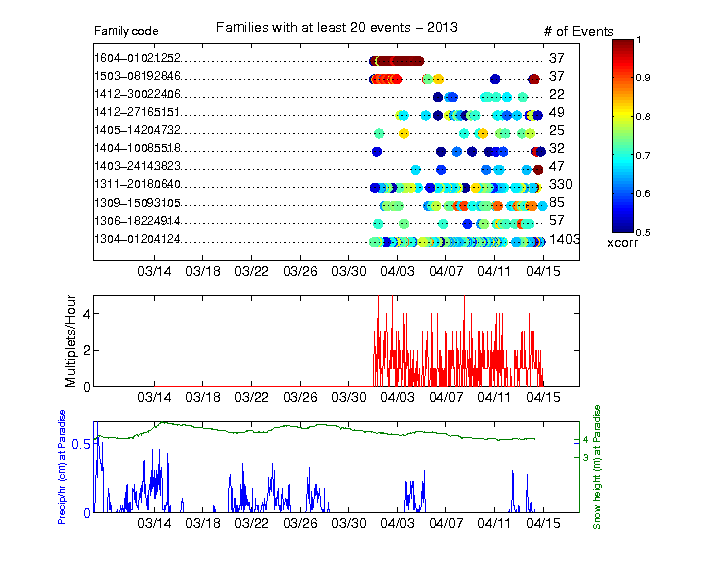 Families with at least 20 events – 2013
Family code
# of Events
1604–01021252 37
1503–08192846 37
1412–30022406 22
1412–27165151 49
1405–14204732 25
1404–10085518 32
1403–24143823 47
1311–20180640 330
1309–15093105 85
1306–18224914 57
1304–01204124 1403
03/14 03/18 03/22 03/26 03/30 04/03 04/07 04/11 04/15
1
0.9
0.8
0.7
0.6
0.5
xcorr
Multiplets/Hour
4
2
0
03/14 03/18 03/22 03/26 03/30 04/03 04/07 04/11 04/15
Precip/hr (cm) at Paradise
0.5
0
4
3
Snow height (m) at Paradise
03/14 03/18 03/22 03/26 03/30 04/03 04/07 04/11 04/15